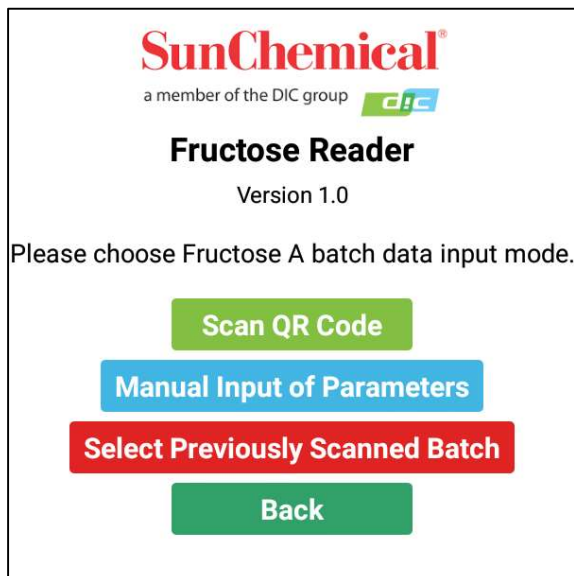 SunChemical®
a member of the DIC group dic
Fructose Reader
Version 1.0
Please choose Fructose A batch data input mode.
Scan QR Code
Manual Input of Parameters
Select Previously Scanned Batch
Back